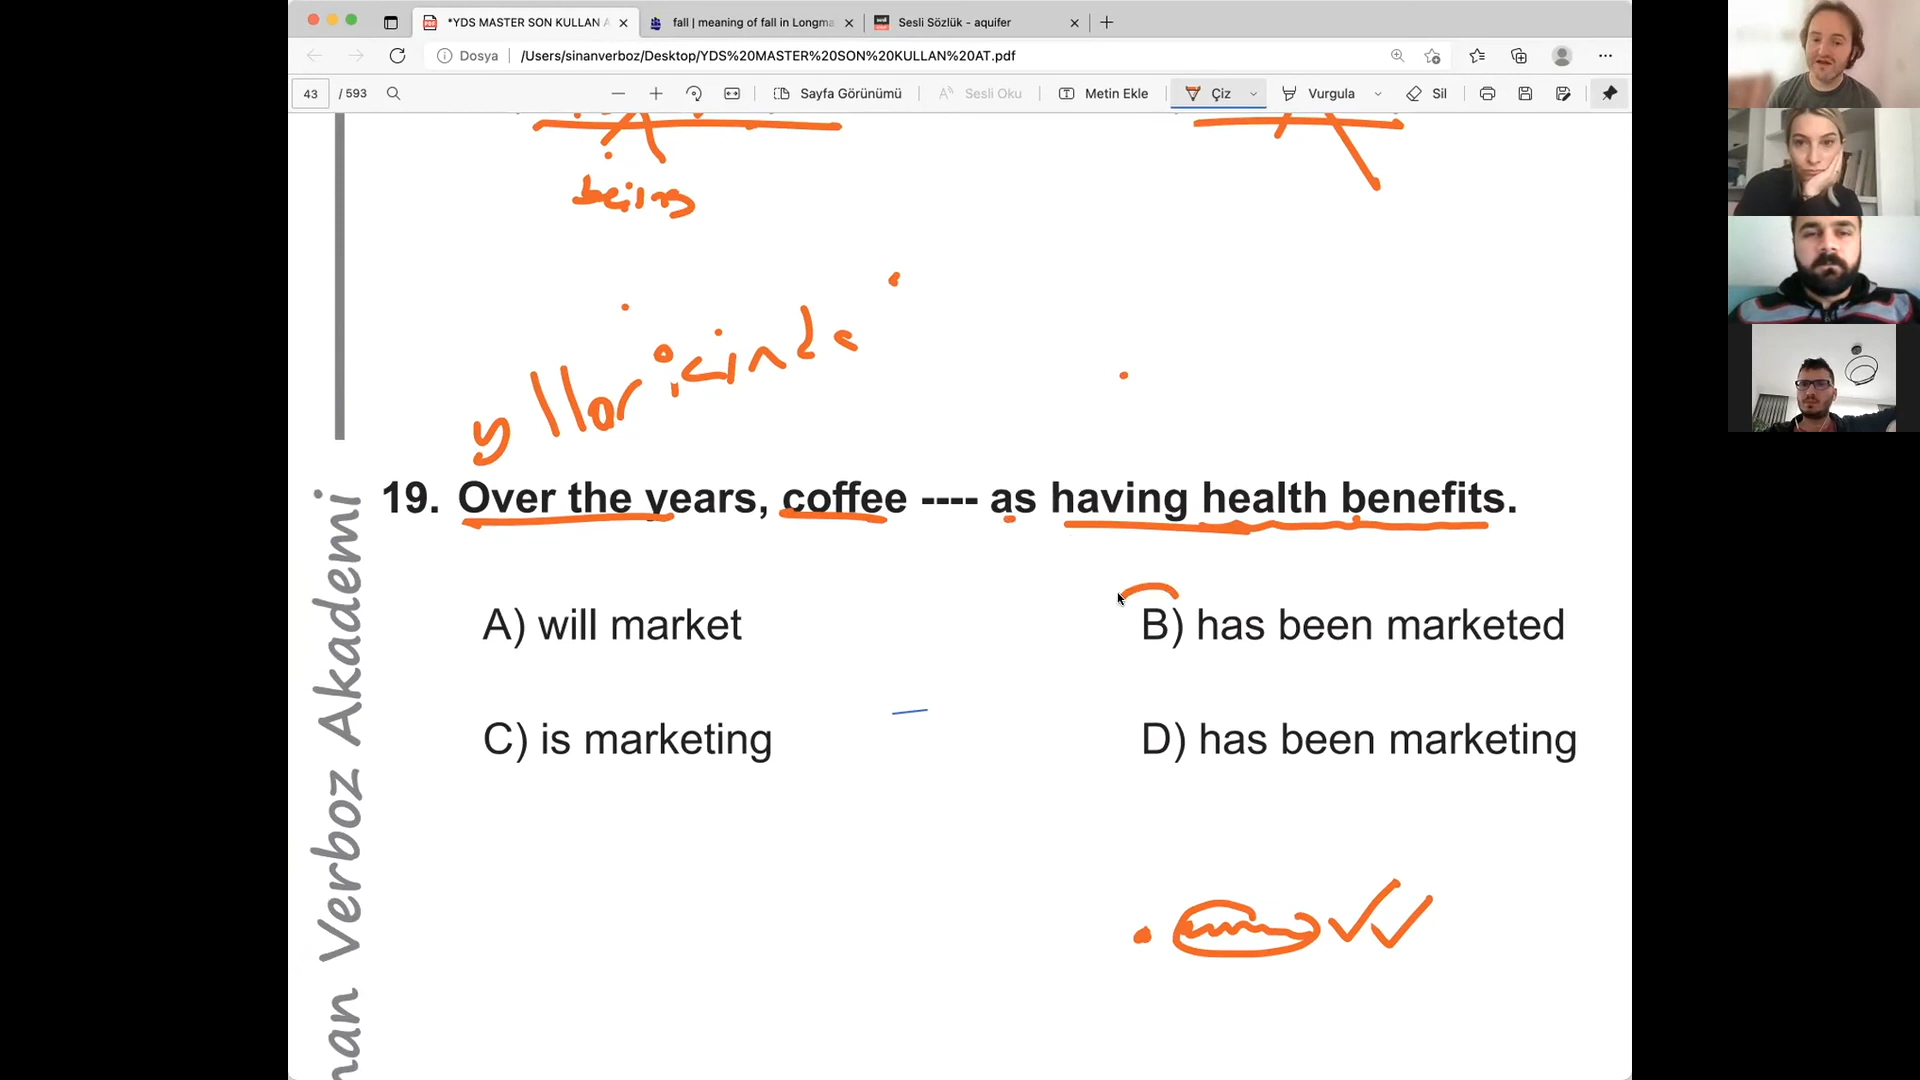 *YDS MASTER SON KULLAN A
fall | meaning of fall in Longma
Sesli Sözlük - aquifer
Dosya
/Users/sinanverboz/Desktop/YDS%20MASTER%20SON%20KULLAN%20AT.pdf
43 / 593
Sayfa Görünümü
Sesli Oku
Metin Ekle
Çiz
Vurgula
Sil
being
yıllar içinde
19. Over the years, coffee ---- as having health benefits.
A) will market
B) has been marketed
C) is marketing
D) has been marketing
nan Verboz Akademi